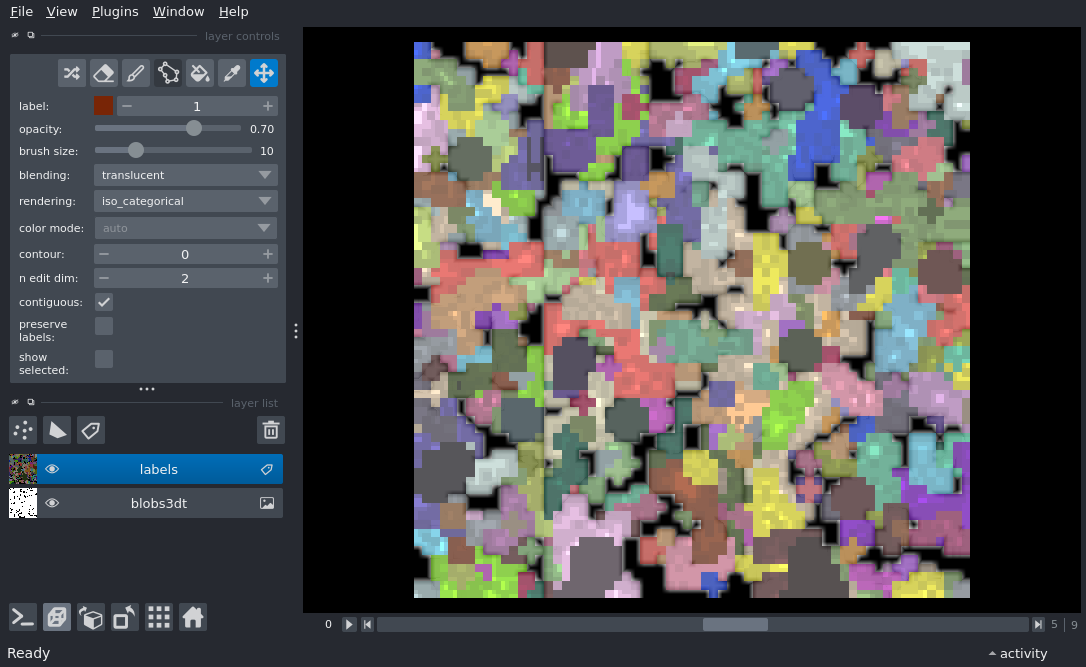 File View Plugins Window Help
layer controls
label: 1
opacity: 0.70
brush size: 10
blending: translucent
rendering: iso_categorical
color mode: auto
contour: 0
n edit dim: 2
contiguous:
preserve
labels:
show
selected:
layer list
labels
blobs3dt
0 5 | 9
Ready activity